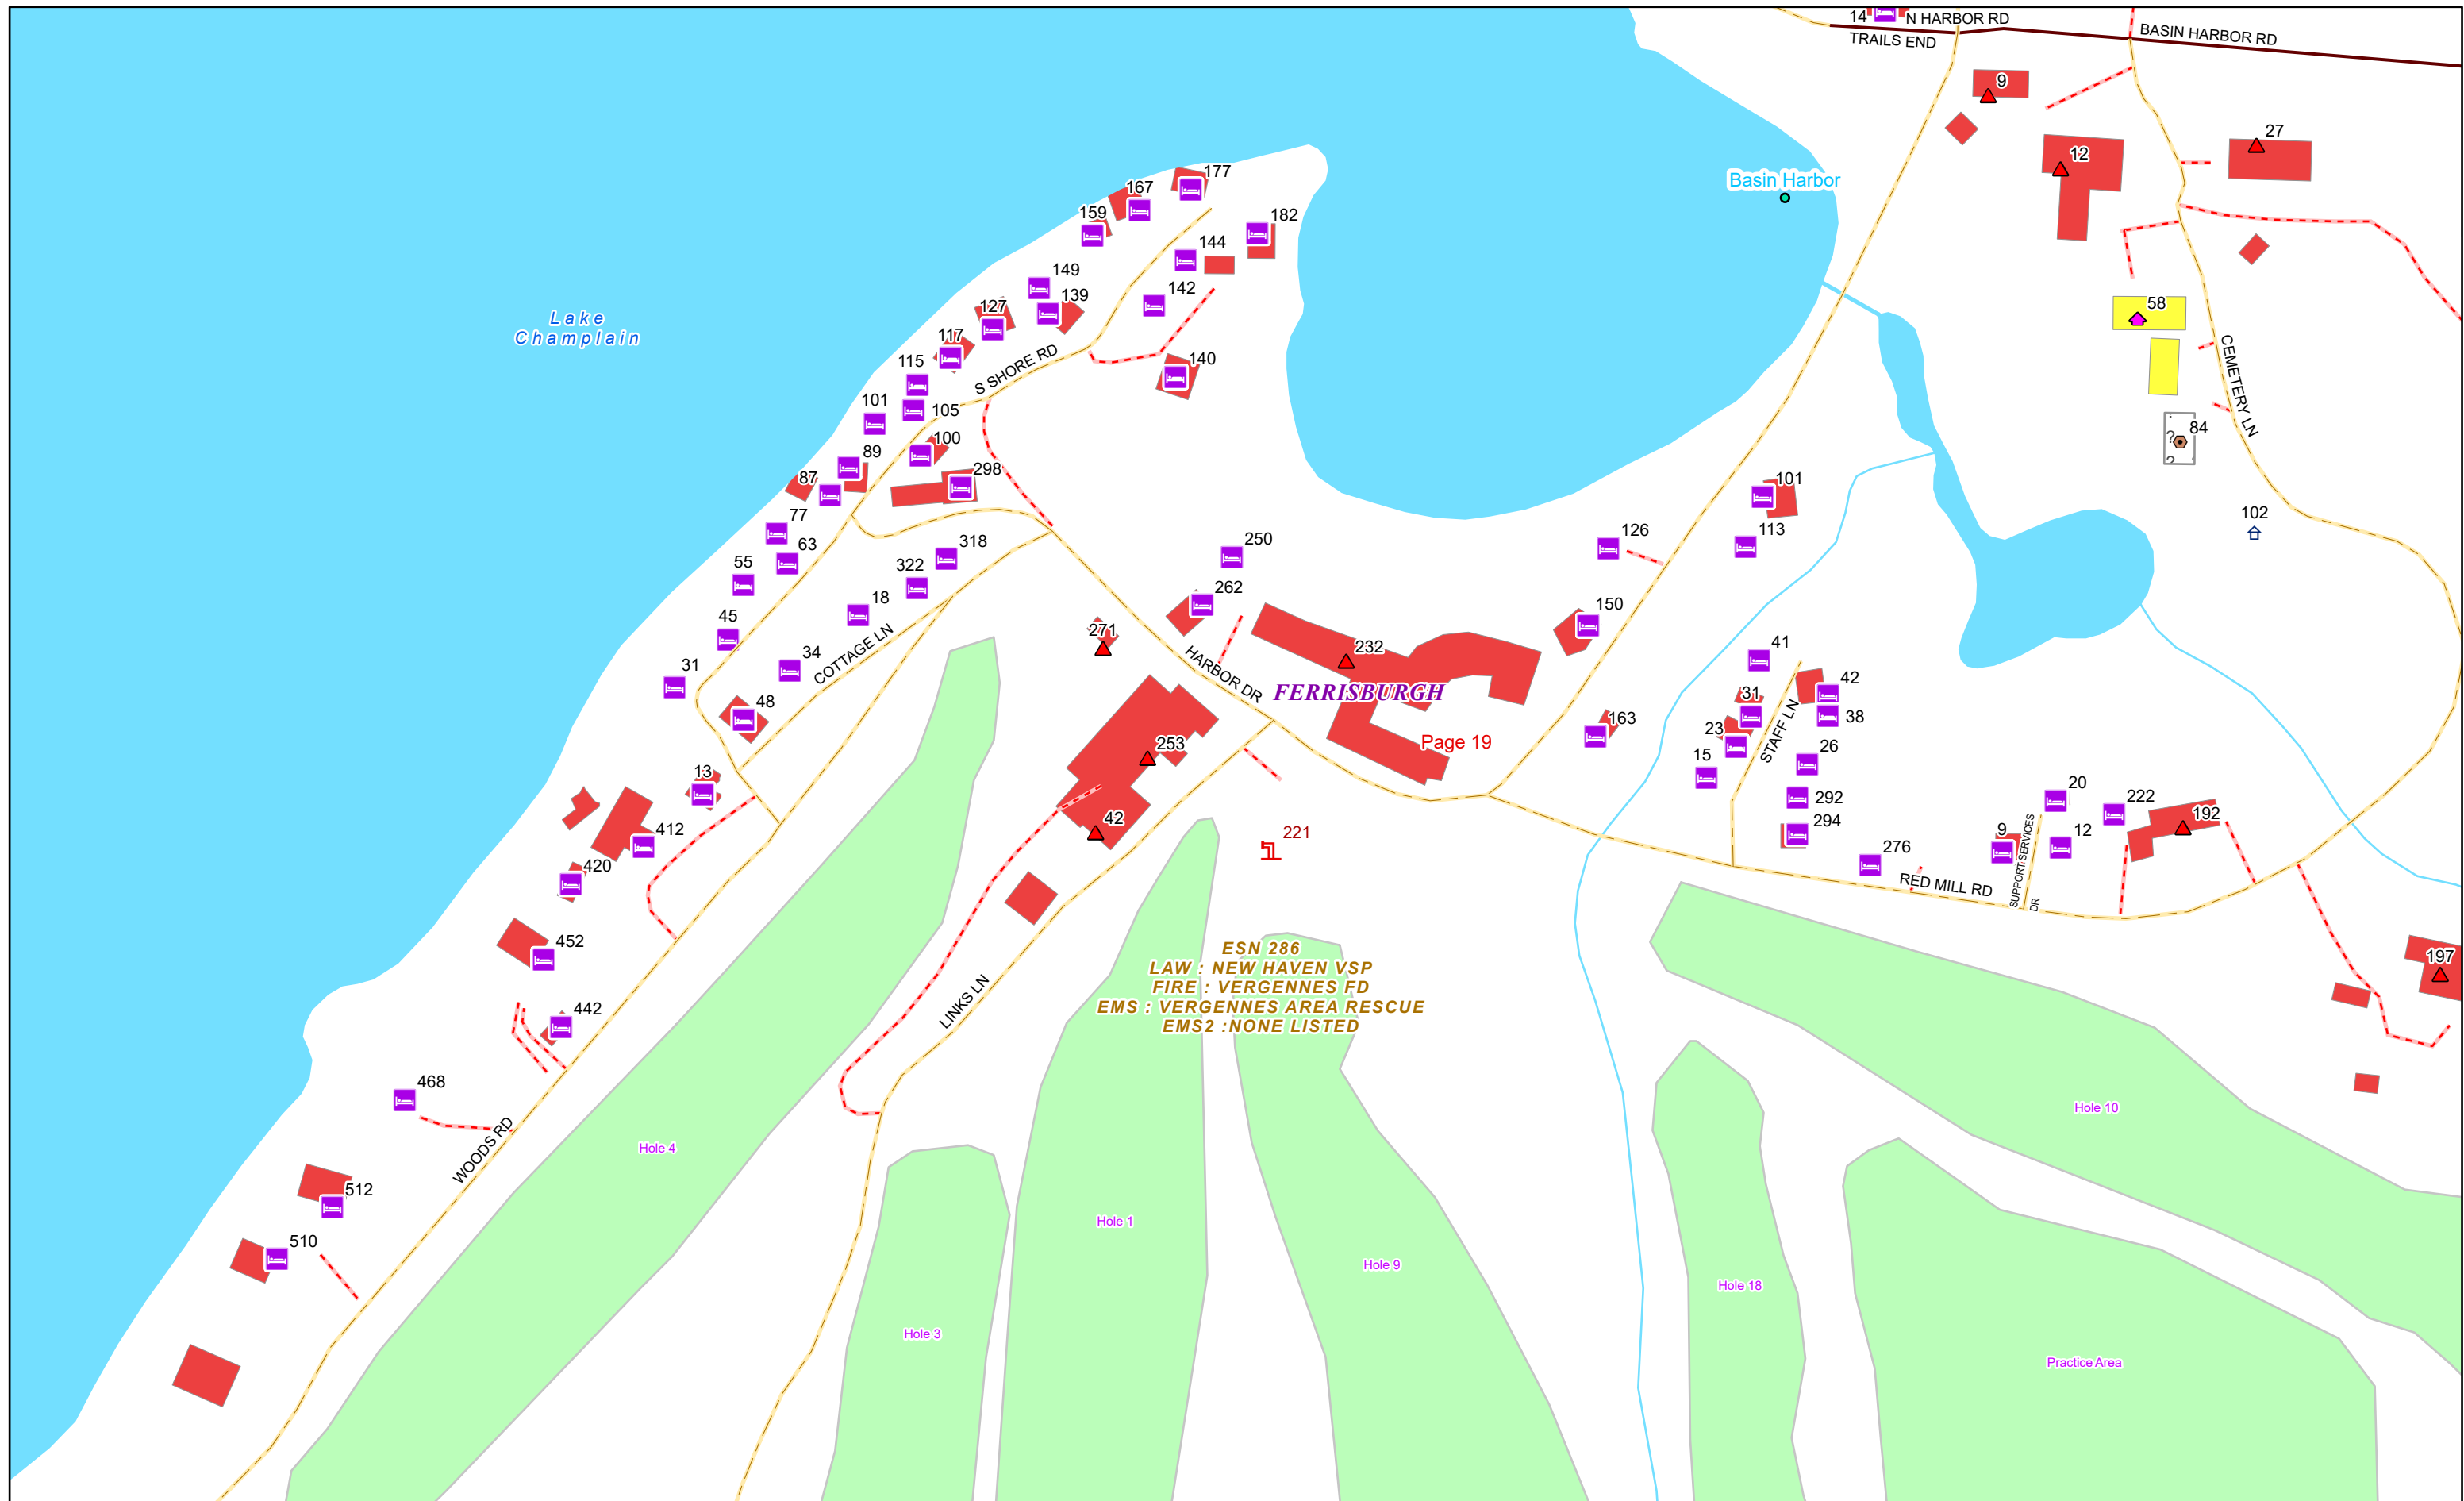 14
N HARBOR RD
TRAILS END
BASIN HARBOR RD
9
27
12
177
167
Basin Harbor
159
182
144
149
142
139
58
127
Lake
Champlain
117
S SHORE RD
115
140
CEMETERY LN
101
105
84
?
?
100
89
298
87
101
102
77
126
113
318
250
63
55
322
18
262
150
45
271
232
41
34
COTTAGE LN
HARBOR DR
FERRISBURGH
31
42
31
48
38
163
23
STAFF LN
253
Page 19
26
15
13
292
20
222
192
42
294
9
12
412
221
276
SUPPORT SERVICES
DR
420
RED MILL RD
452
ESN 286
LAW : NEW HAVEN VSP
FIRE : VERGENNES FD
EMS : VERGENNES AREA RESCUE
EMS2 :NONE LISTED
197
LINKS LN
442
468
Hole 10
WOODS RD
Hole 4
512
Hole 1
510
Hole 9
Hole 18
Hole 3
Practice Area